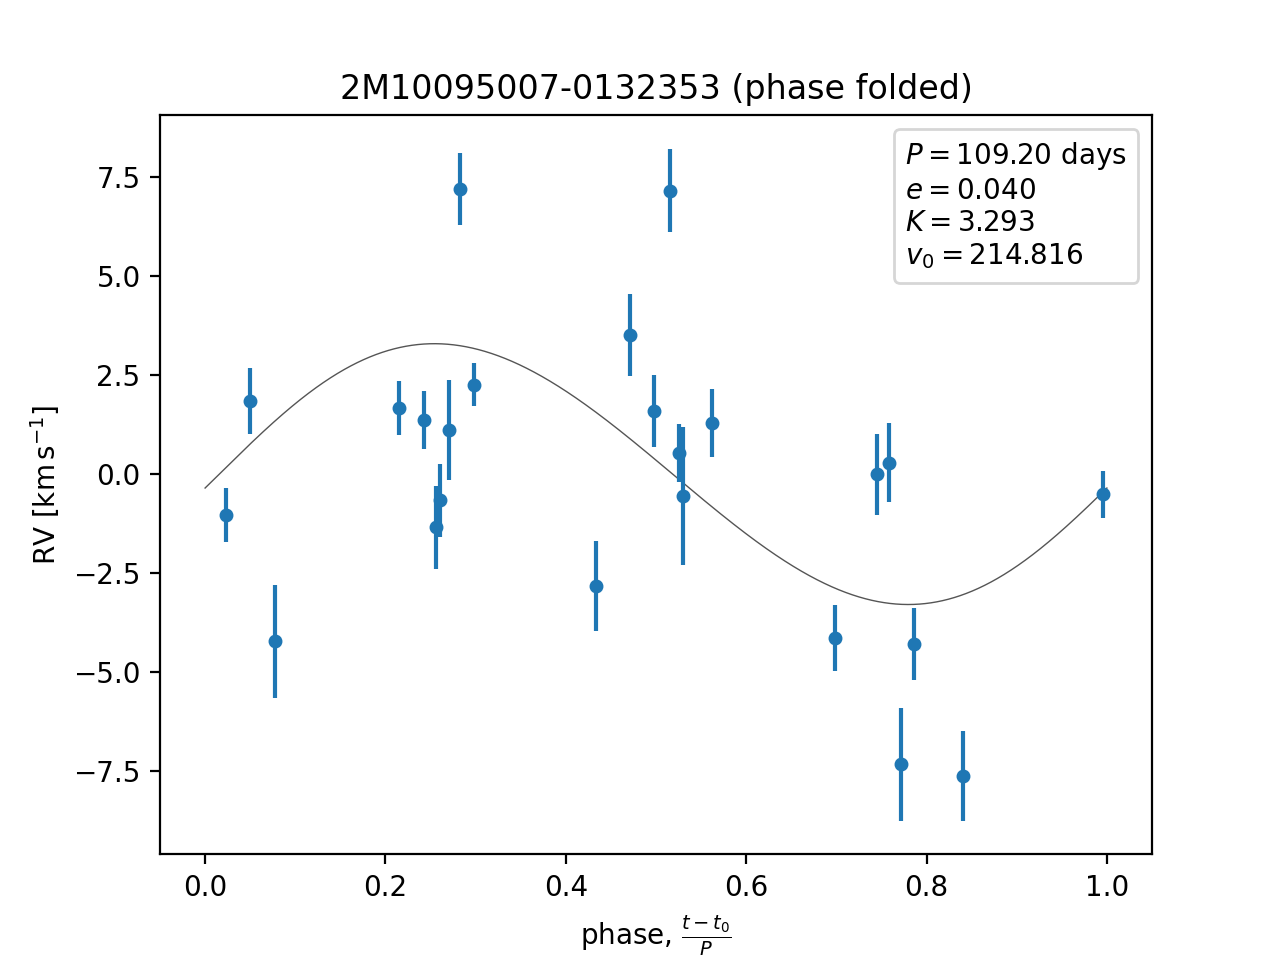 2M10095007-0132353 (phase folded)
P = 109.20 days
e = 0.040
K = 3.293
v₀ = 214.816
RV [km s⁻¹]
7.5
5.0
2.5
0.0
−2.5
−5.0
−7.5
0.0 0.2 0.4 0.6 0.8 1.0
phase, (t − t₀)/P